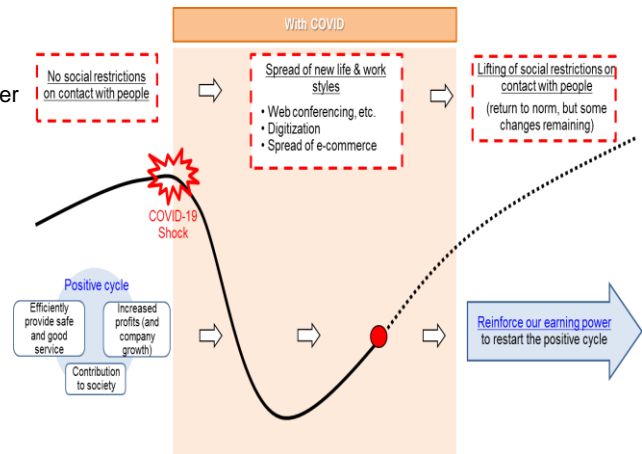 With COVID
er
No social restrictions
on contact with people
Spread of new life & work
styles
• Web conferencing, etc.
• Digitization
• Spread of e-commerce
Lifting of social restrictions on
contact with people
(return to norm, but some
changes remaining)
COVID-19
Shock
Positive cycle
Efficiently
provide safe
and good
service
Increased
profits (and
company
growth)
Contribution
to society
Reinforce our earning power
to restart the positive cycle